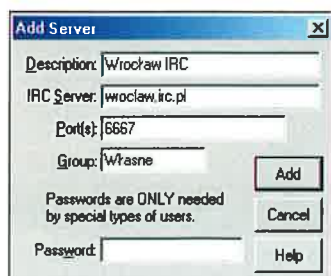 Add Server
Description: Wrocław IRC
IRC Server: wroclaw.irc.pl
Port(s): 6667
Group: Własne
Add
Passwords are ONLY needed
by special types of users.
Cancel
Password:
Help